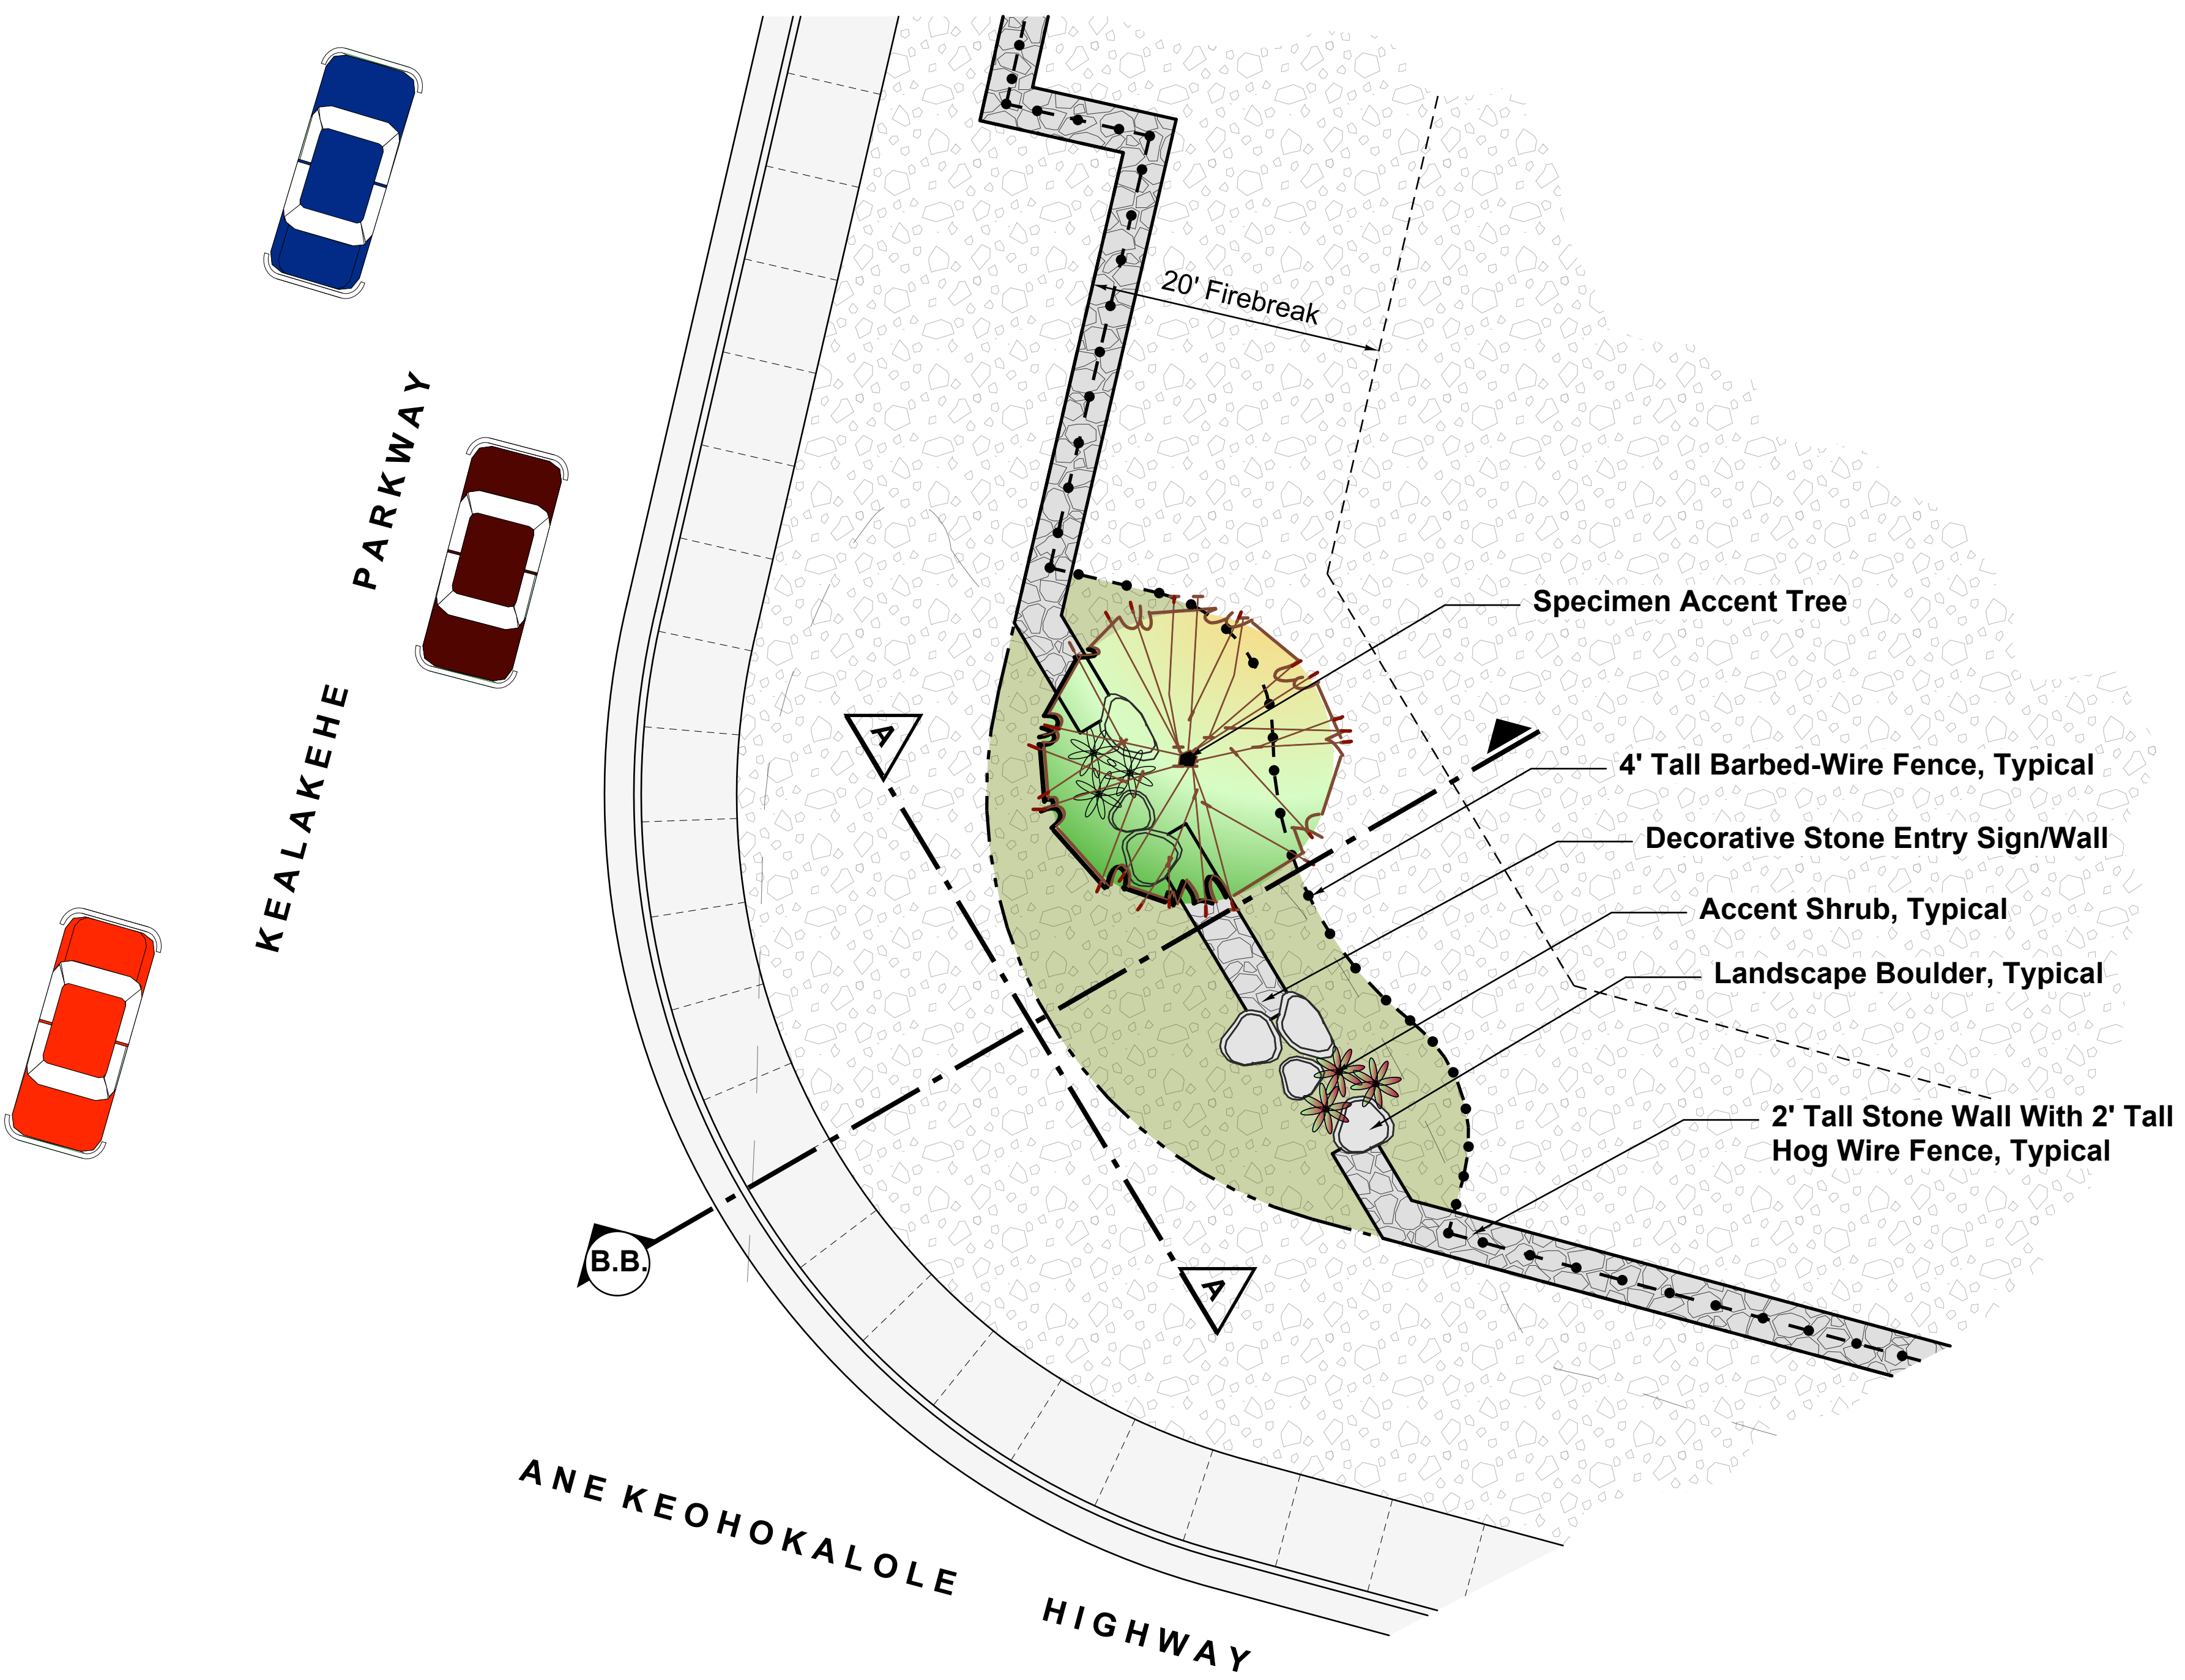 20' Firebreak
KEALAKEHE PARKWAY
Specimen Accent Tree
A
4' Tall Barbed-Wire Fence, Typical
Decorative Stone Entry Sign/Wall
Accent Shrub, Typical
Landscape Boulder, Typical
2' Tall Stone Wall With 2' Tall
Hog Wire Fence, Typical
B.B.
A
ANE KEOHOKALOLE HIGHWAY